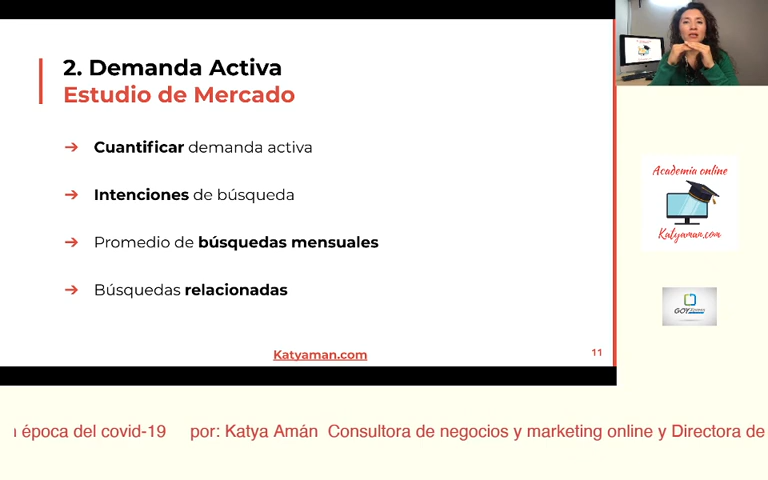 2. Demanda Activa
Estudio de Mercado
➔ Cuantificar demanda activa
➔ Intenciones de búsqueda
➔ Promedio de búsquedas mensuales
➔ Búsquedas relacionadas
Katyaman.com
11
Academia online
Katyaman.com
época del covid-19 por: Katya Amán Consultora de negocios y marketing online y Directora de